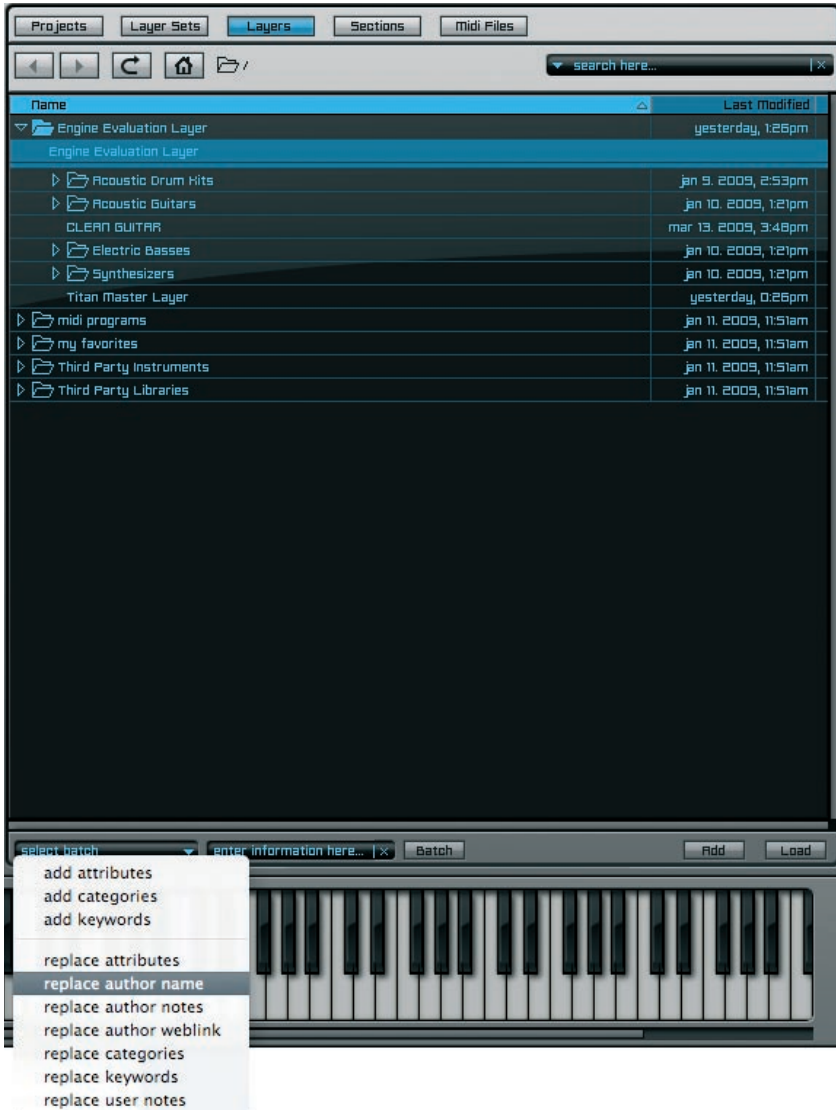 Projects Layer Sets Layers Sections Midi Files
/ search here... | ×
Name Last Modified
Engine Evaluation Layer yesterday, 1:26pm
Engine Evaluation Layer
Acoustic Drum Kits jan 9. 2009, 2:53pm
Acoustic Guitars jan 10. 2009, 1:21pm
CLEAN GUITAR mar 13. 2009, 3:48pm
Electric Basses jan 10. 2009, 1:21pm
Synthesizers jan 10. 2009, 1:21pm
Titan Master Layer yesterday, 0:26pm
midi programs jan 11. 2009, 11:51am
my favorites jan 11. 2009, 11:51am
Third Party Instruments jan 11. 2009, 11:51am
Third Party Libraries jan 11. 2009, 11:51am
select batch enter information here... | × Batch Add Load
add attributes
add categories
add keywords
replace attributes
replace author name
replace author notes
replace author weblink
replace categories
replace keywords
replace user notes